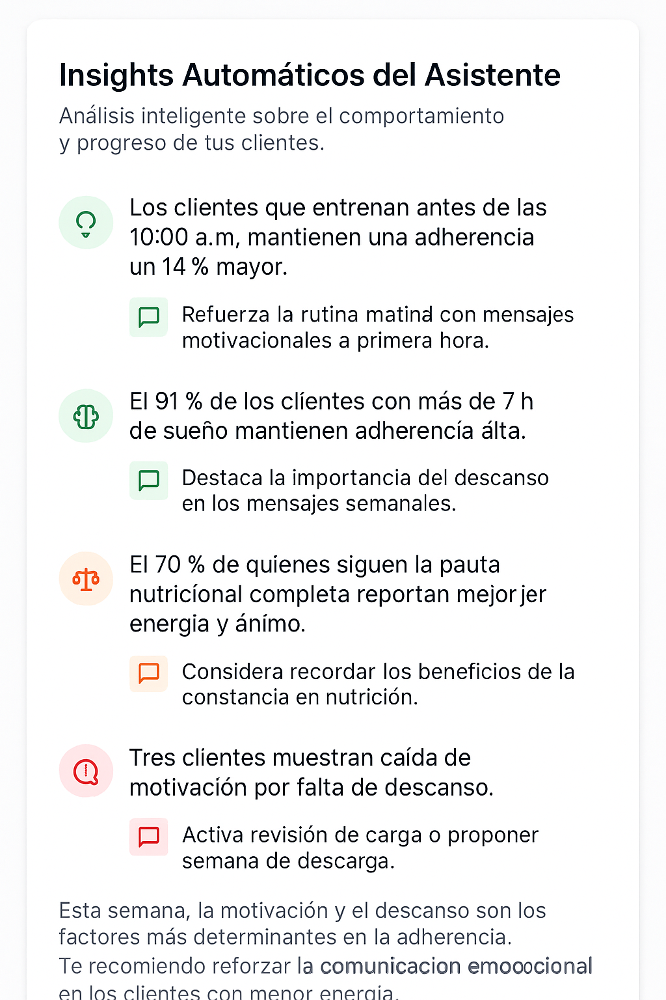 Insights Automáticos del Asistente
Análisis inteligente sobre el comportamiento
y progreso de tus clientes.
Los clientes que entrenan antes de las
10:00 a.m, mantienen una adherencia
un 14 % mayor.
Refuerza la rutina matind con mensajes
motivacionales a primera hora.
El 91 % de los clíentes con más de 7 h
de sueño mantienen adherencía álta.
Destaca la importancia del descanso
en los mensajes semanales.
El 70 % de quienes siguen la pauta
nutricíonal completa reportan mejor jer
energia y ánímo.
Considera recordar los beneficios de la
constancia en nutrición.
Tres clíentes muestran caída de
motivacíón por falta de descanso.
Activa revisión de carga o proponer
semana de descarga.
Esta semana, la motivación y el descanso son los
factores más determinantes en la adherencia.
Te recomiendo reforzar la comunicacion emooocional
en los clientes con menor energia.